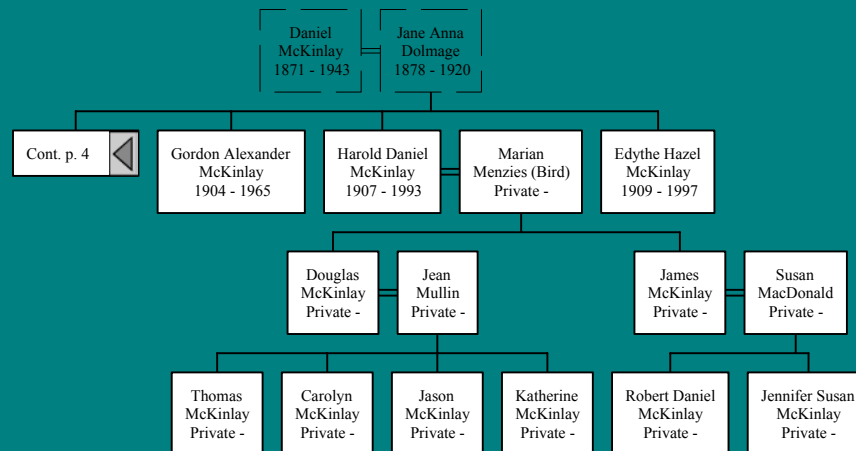 Daniel
McKinlay
1871 - 1943
Jane Anna
Dolmage
1878 - 1920
Cont. p. 4
Gordon Alexander
McKinlay
1904 - 1965
Harold Daniel
McKinlay
1907 - 1993
Marian
Menzies (Bird)
Private -
Edythe Hazel
McKinlay
1909 - 1997
Douglas
McKinlay
Private -
Jean
Mullin
Private -
James
McKinlay
Private -
Susan
MacDonald
Private -
Thomas
McKinlay
Private -
Carolyn
McKinlay
Private -
Jason
McKinlay
Private -
Katherine
McKinlay
Private -
Robert Daniel
McKinlay
Private -
Jennifer Susan
McKinlay
Private -